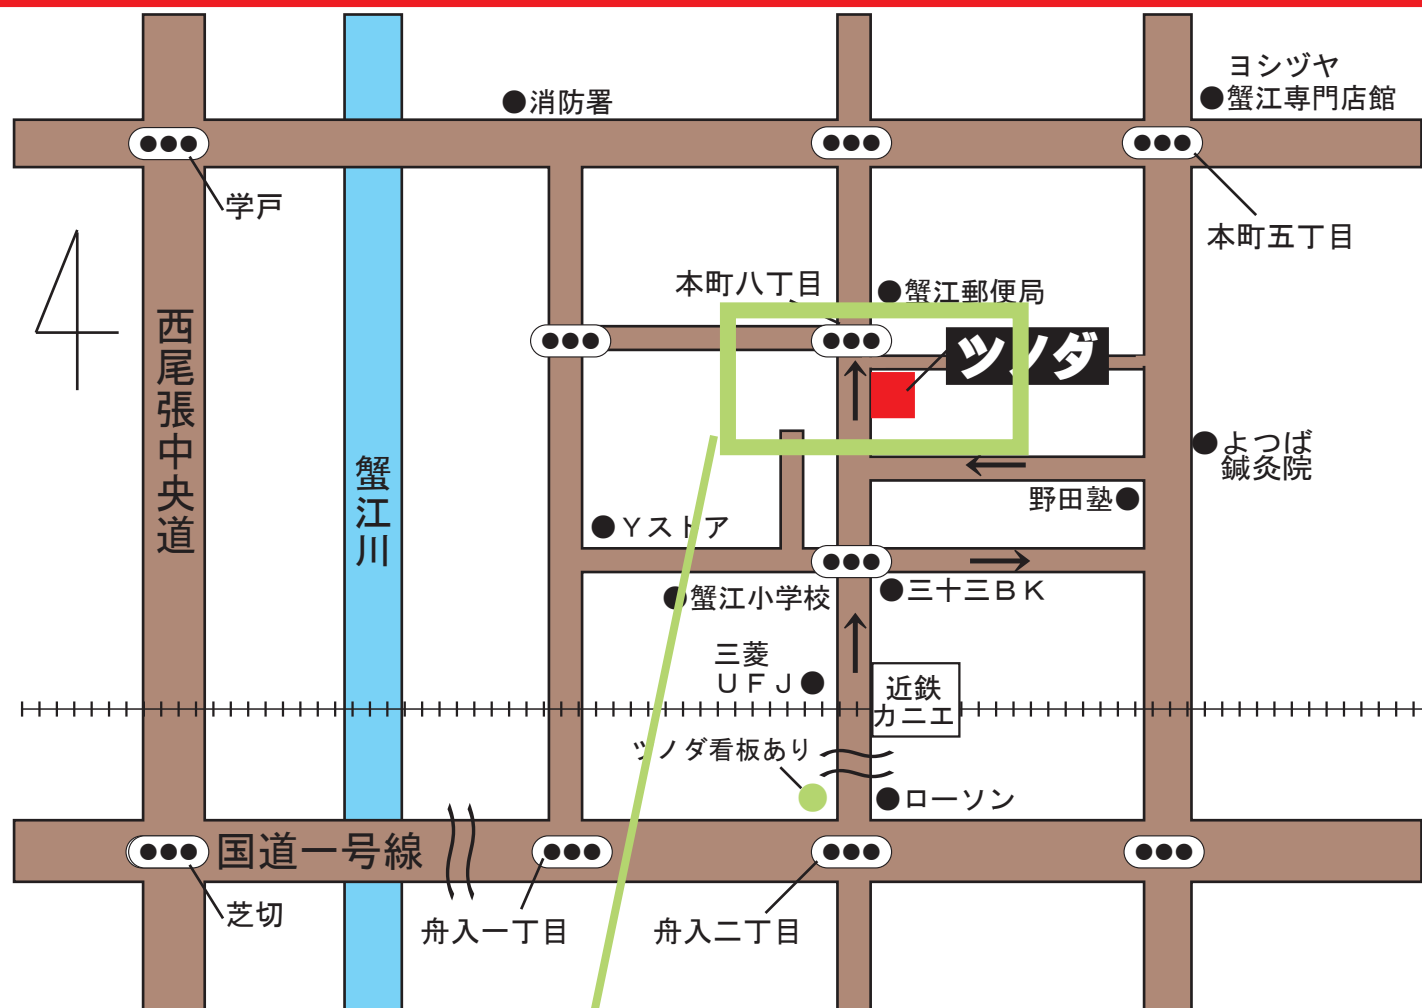 ヨシヅヤ
蟹江専門店館
消防署
学戸
本町五丁目
本町八丁目
蟹江郵便局
ツノダ
西尾張中央道
蟹江川
よつば
鍼灸院
野田塾
Yストア
蟹江小学校
三十三BK
三菱
UFJ
近鉄
カニエ
ツノダ看板あり
ローソン
国道一号線
芝切
舟入一丁目
舟入二丁目